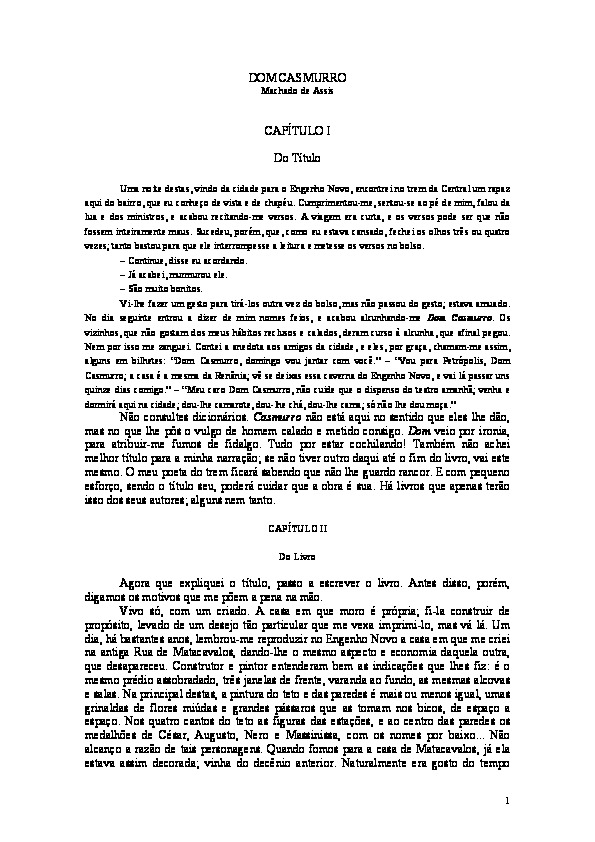 DOM CASMURRO
Machado de Assis
CAPÍTULO I
Do Título
Uma noite destas, vindo da cidade para o Engenho Novo, encontrei no trem da Central um rapaz
aqui do bairro, que eu conheço de vista e de chapéu. Cumprimentou-me, sentou-se ao pé de mim, falou da
lua e dos ministros, e acabou recitando-me versos. A viagem era curta, e os versos pode ser que não
fossem inteiramente maus. Sucedeu, porém, que, como eu estava cansado, fechei os olhos três ou quatro
vezes; tanto bastou para que ele interrompesse a leitura e metesse os versos no bolso.
– Continue, disse eu acordando.
– Já acabei, murmurou ele.
– São muito bonitos.
Vi-lhe fazer um gesto para tirá-los outra vez do bolso, mas não passou do gesto; estava amuado.
No dia seguinte entrou a dizer de mim nomes feios, e acabou alcunhando-me Dom Casmurro. Os
vizinhos, que não gostam dos meus hábitos reclusos e calados, deram curso à alcunha, que afinal pegou.
Nem por isso me zanguei. Contei a anedota aos amigos da cidade, e eles, por graça, chamam-me assim,
alguns em bilhetes: "Dom Casmurro, domingo vou jantar com você." – "Vou para Petrópolis, Dom
Casmurro; a casa é a mesma da Renânia; vê se deixas essa caverna do Engenho Novo, e vai lá passar uns
quinze dias comigo." – "Meu caro Dom Casmurro, não cuide que o dispenso do teatro amanhã; venha e
dormirá aqui na cidade; dou-lhe camarote, dou-lhe chá, dou-lhe cama; só não lhe dou moça."
Não consultes dicionários. Casmurro não está aqui no sentido que eles lhe dão,
mas no que lhe pôs o vulgo de homem calado e metido consigo. Dom veio por ironia,
para atribuir-me fumos de fidalgo. Tudo por estar cochilando! Também não achei
melhor título para a minha narração; se não tiver outro daqui até o fim do livro, vai este
mesmo. O meu poeta do trem ficará sabendo que não lhe guardo rancor. E com pequeno
esforço, sendo o título seu, poderá cuidar que a obra é sua. Há livros que apenas terão
isso dos seus autores; alguns nem tanto.
CAPÍTULO II
Do Livro
Agora que expliquei o título, passo a escrever o livro. Antes disso, porém,
digamos os motivos que me põem a pena na mão.
Vivo só, com um criado. A casa em que moro é própria; fi-la construir de
propósito, levado de um desejo tão particular que me vexa imprimi-lo, mas vá lá. Um
dia, há bastantes anos, lembrou-me reproduzir no Engenho Novo a casa em que me criei
na antiga Rua de Matacavalos, dando-lhe o mesmo aspecto e economia daquela outra,
que desapareceu. Construtor e pintor entenderam bem as indicações que lhes fiz: é o
mesmo prédio assobradado, três janelas de frente, varanda ao fundo, as mesmas alcovas
e salas. Na principal destas, a pintura do teto e das paredes é mais ou menos igual, umas
grinaldas de flores miúdas e grandes pássaros que as tomam nos bicos, de espaço a
espaço. Nos quatro cantos do teto as figuras das estações, e ao centro das paredes os
medalhões de César, Augusto, Nero e Massinissa, com os nomes por baixo... Não
alcanço a razão de tais personagens. Quando fomos para a casa de Matacavalos, já ela
estava assim decorada; vinha do decênio anterior. Naturalmente era gosto do tempo
1